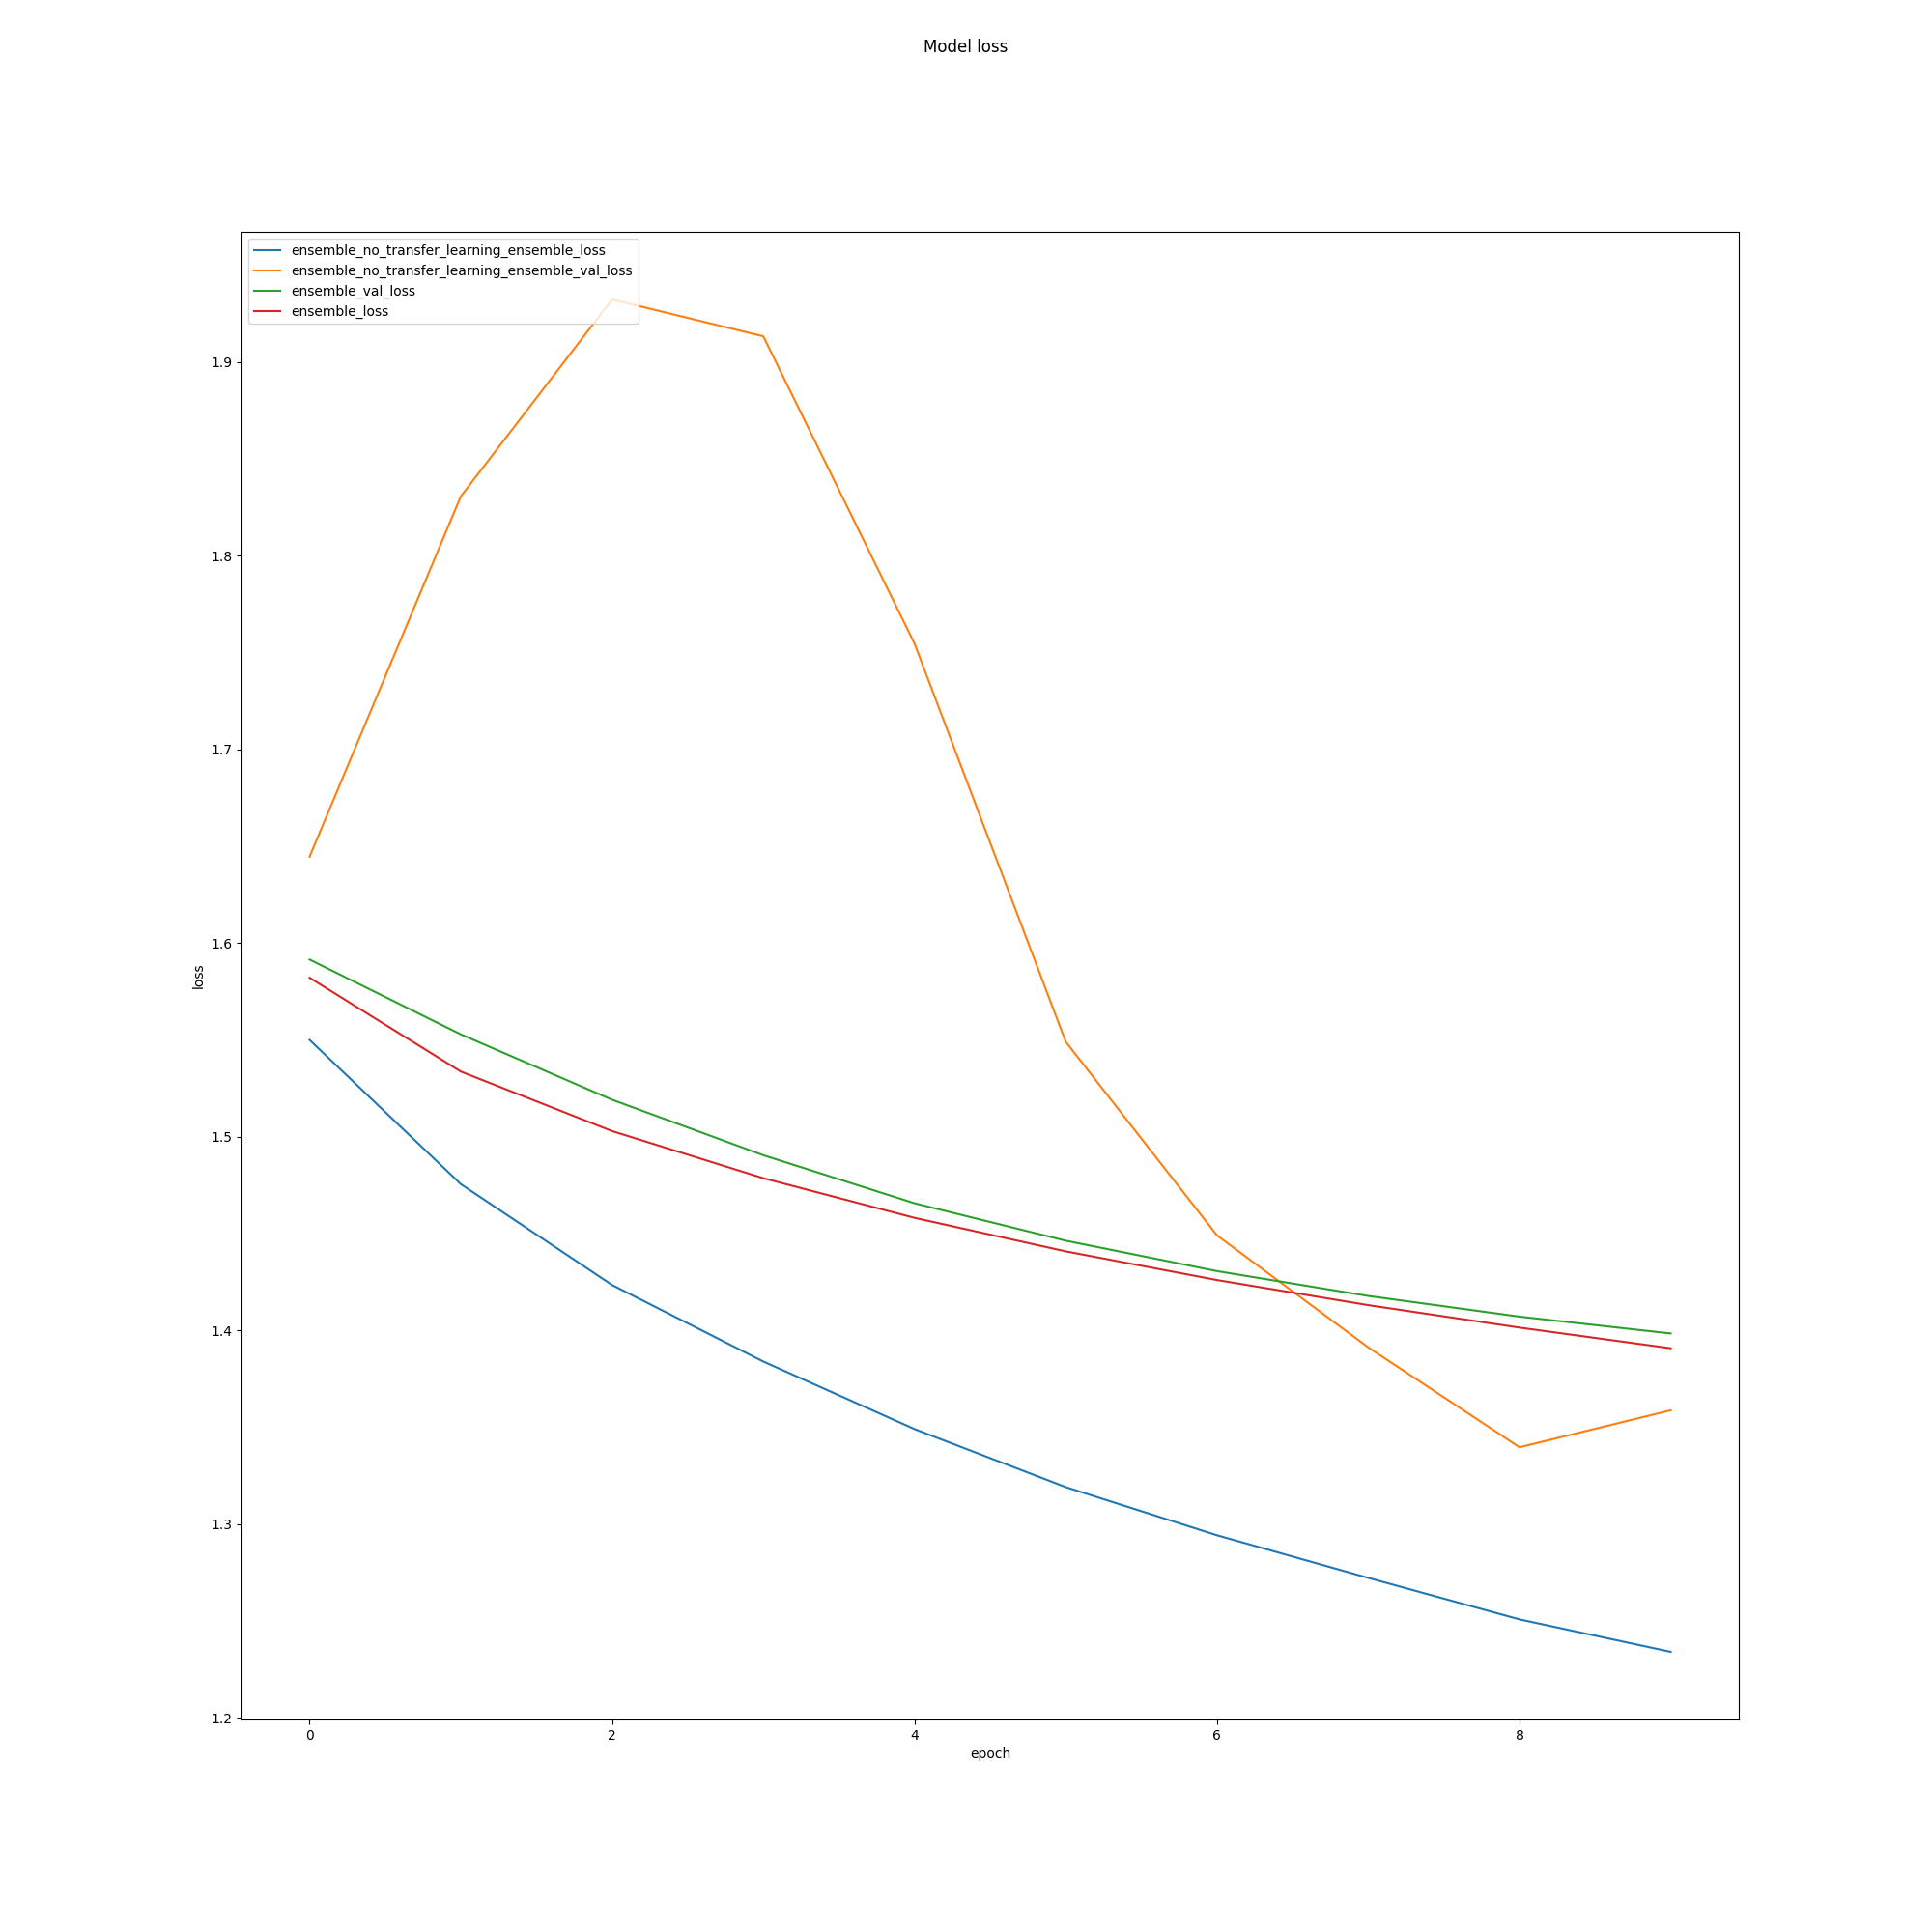 Model loss
ensemble_no_transfer_learning_ensemble_loss
ensemble_no_transfer_learning_ensemble_val_loss
ensemble_val_loss
ensemble_loss
1.9
1.8
1.7
1.6
1.5
1.4
1.3
1.2
loss
0 2 4 6 8
epoch